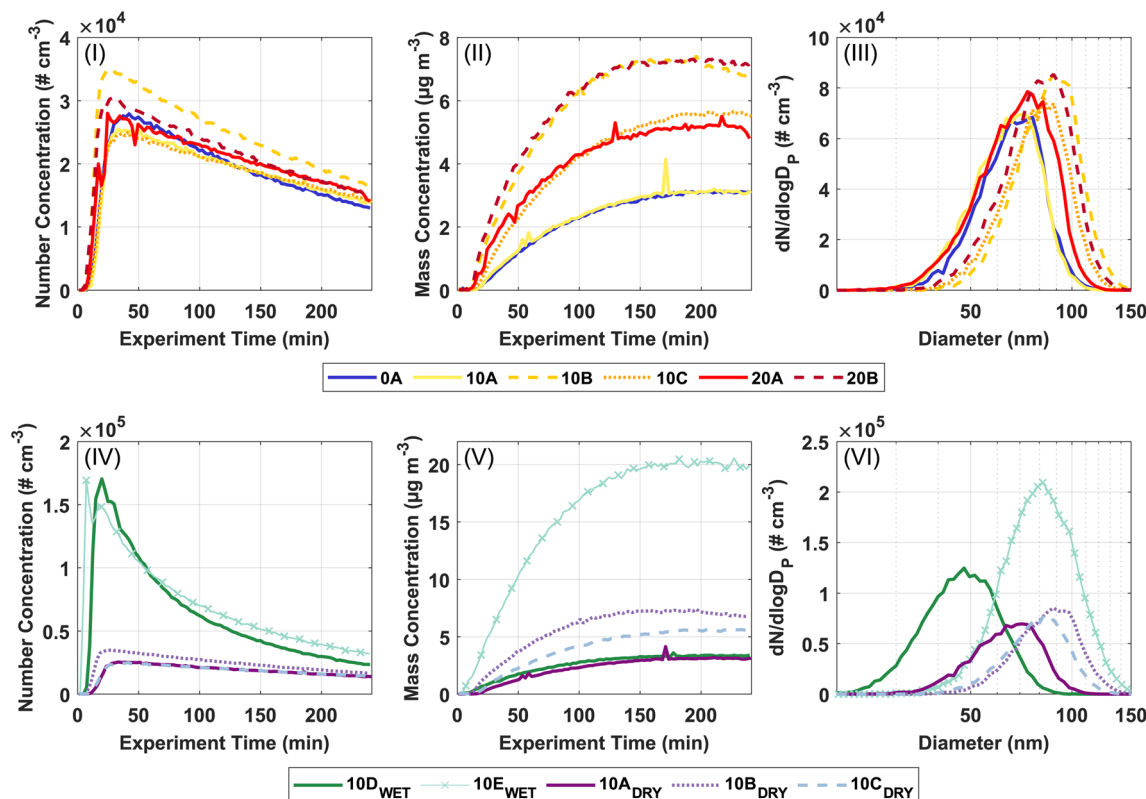 ×10⁴
×10⁴
(I)
(II)
(III)
Number Concentration (# cm⁻³)
4
3
2
1
0
0 50 100 150 200
Experiment Time (min)
Mass Concentration (µg m⁻³)
8
6
4
2
0
0 50 100 150 200
Experiment Time (min)
dN/dlogD_P (# cm⁻³)
10
8
6
4
2
0
50 100 150
Diameter (nm)
0A 10A 10B 10C 20A 20B
×10⁵
×10⁵
(IV)
(V)
(VI)
Number Concentration (# cm⁻³)
2
1.5
1
0.5
0
0 50 100 150 200
Experiment Time (min)
Mass Concentration (µg m⁻³)
20
15
10
5
0
0 50 100 150 200
Experiment Time (min)
dN/dlogD_P (# cm⁻³)
2.5
2
1.5
1
0.5
0
50 100 150
Diameter (nm)
10D_WET 10E_WET 10A_DRY 10B_DRY 10C_DRY